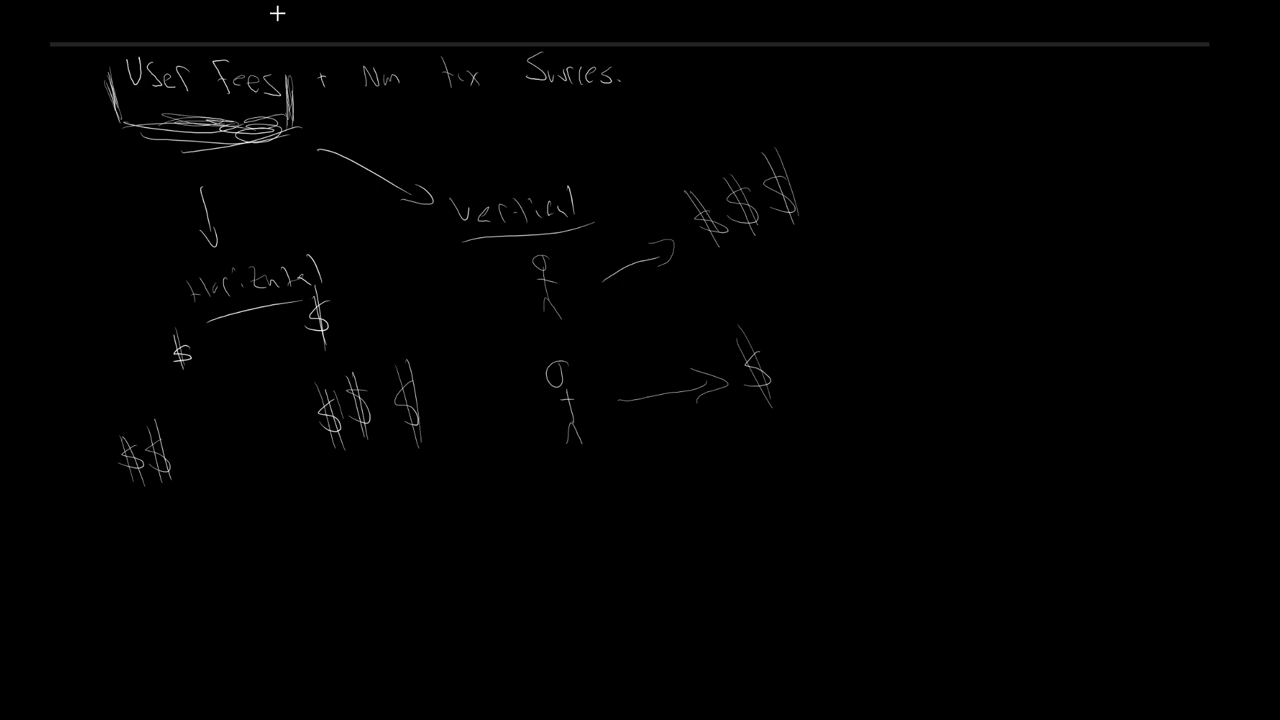 User Fees + Non tax Sources.
Vertical
$$$
Horizontal
$ $
$
$$ $
$$